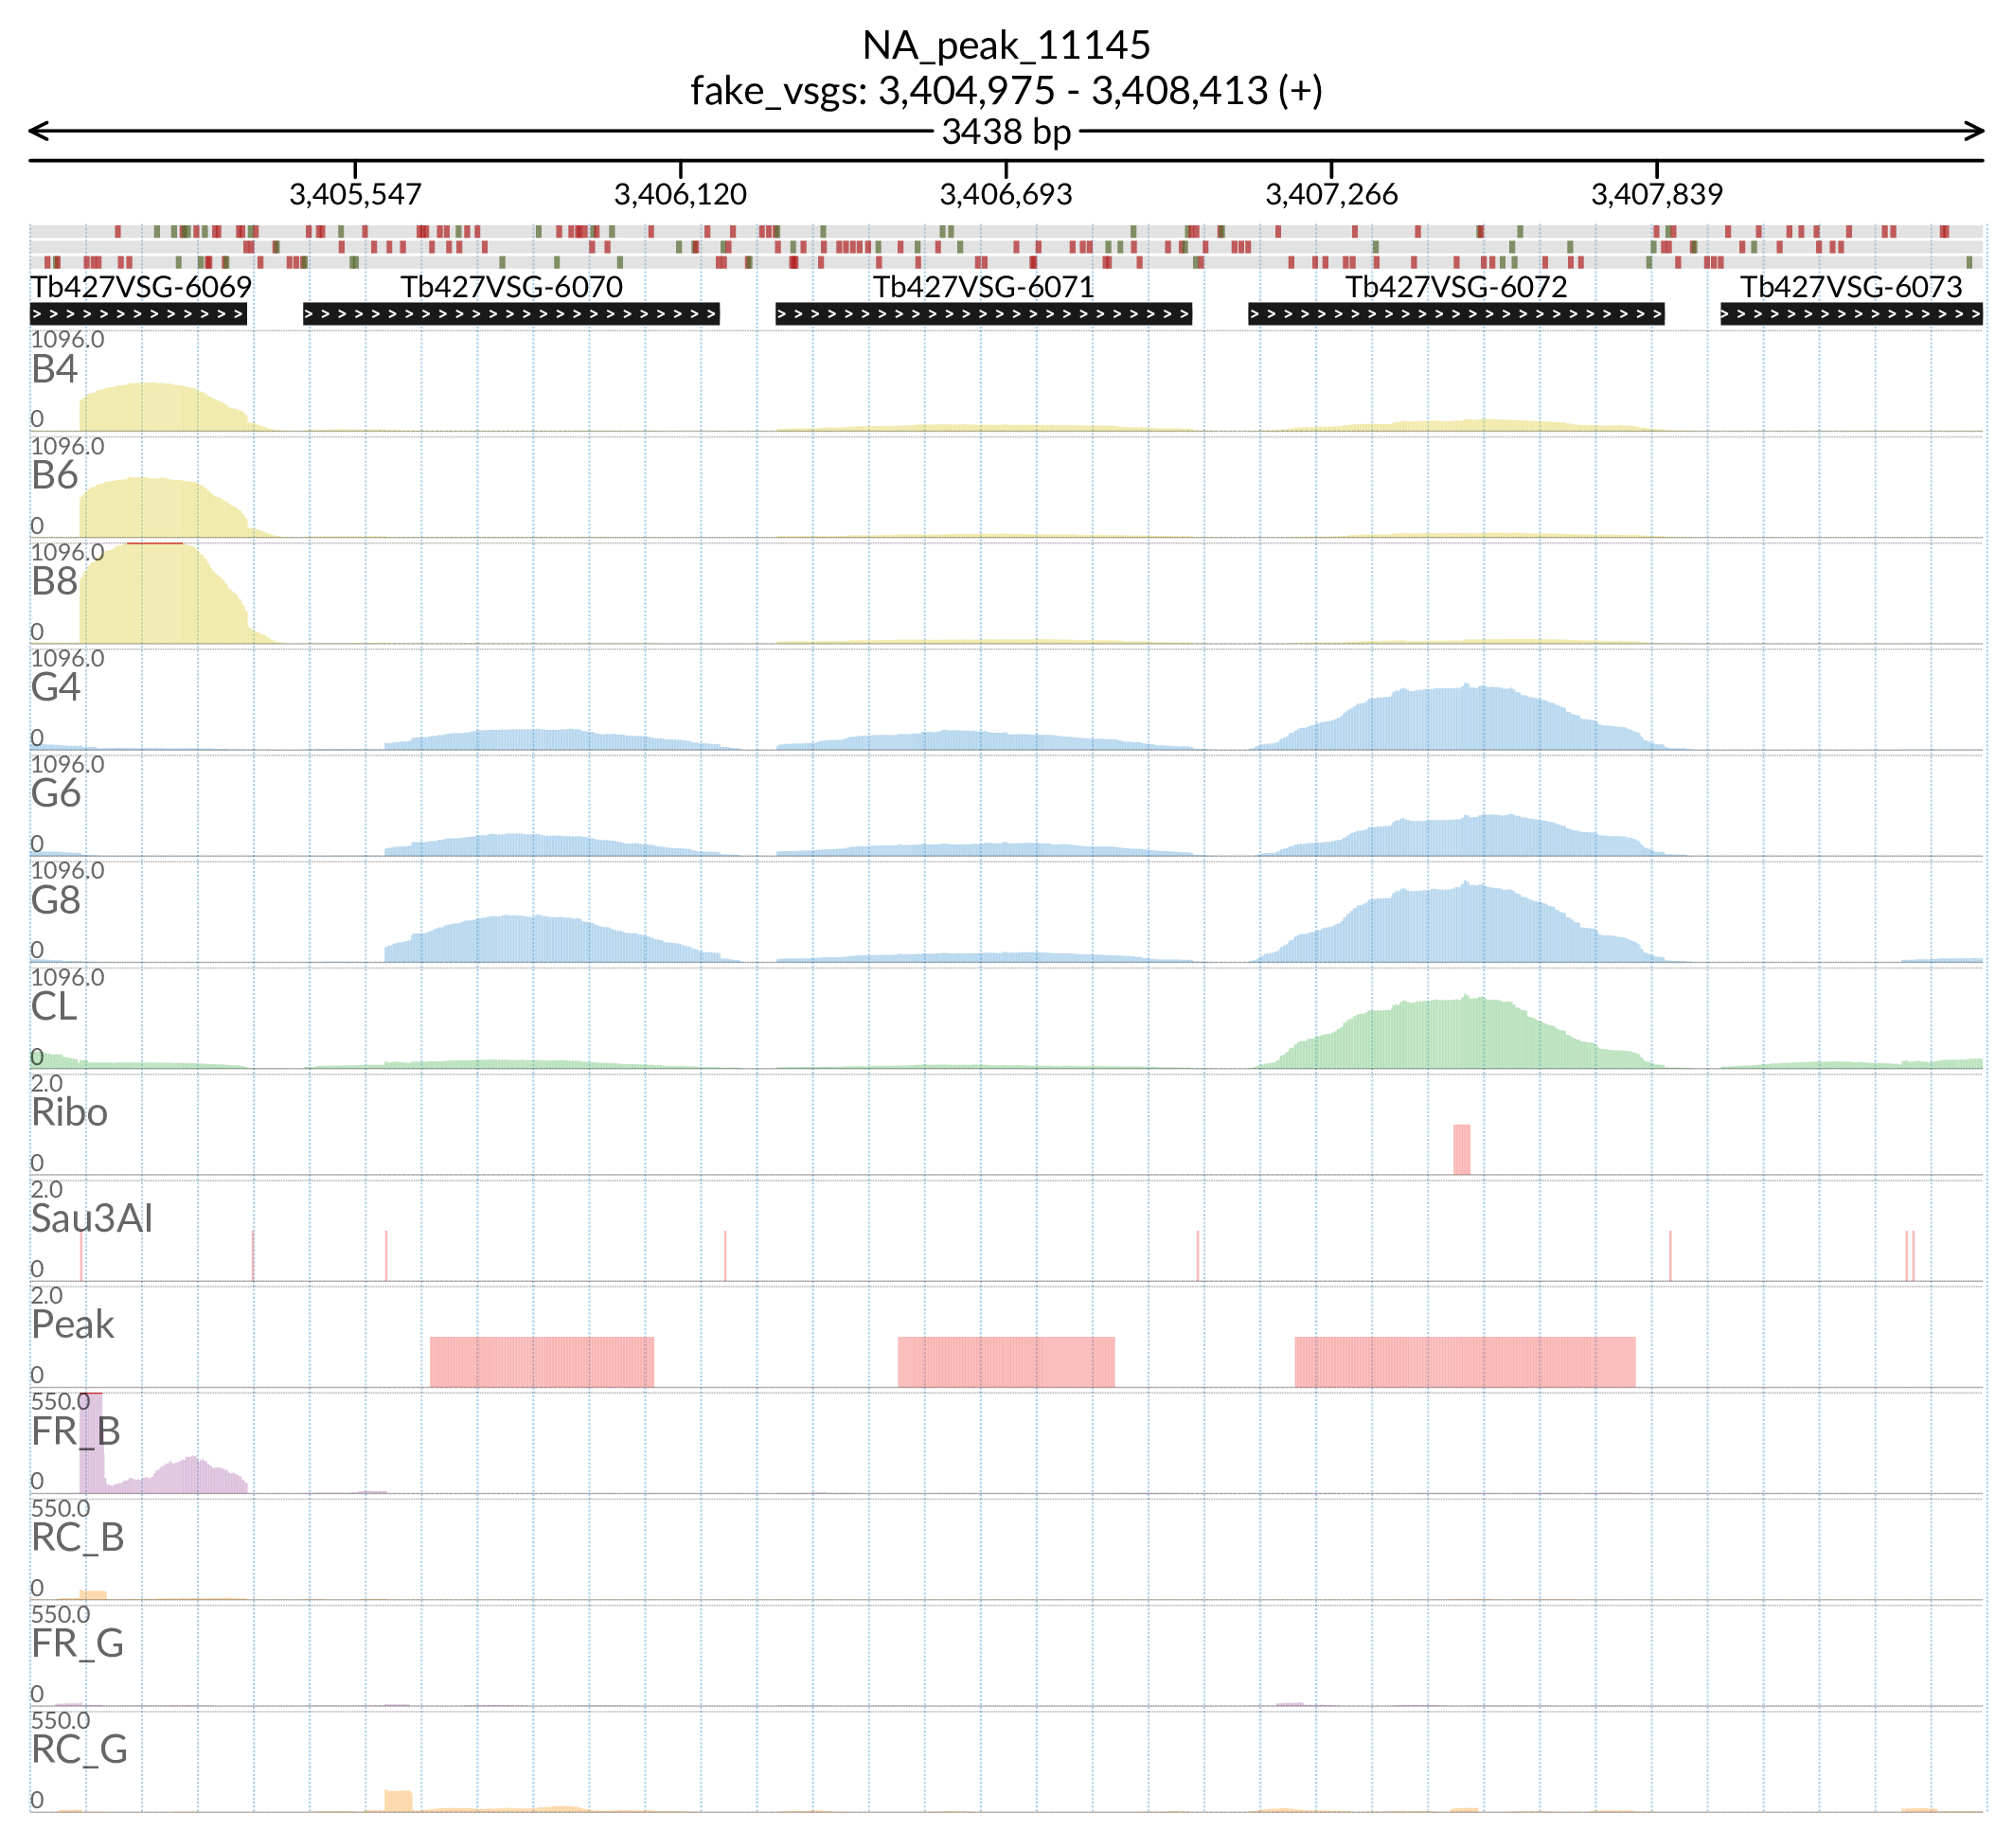 NA_peak_11145
fake_vsgs: 3,404,975 - 3,408,413 (+)
3438 bp
3,405,547 3,406,120 3,406,693 3,407,266 3,407,839
Tb427VSG-6069 Tb427VSG-6070 Tb427VSG-6071 Tb427VSG-6072 Tb427VSG-6073
1096.0
B4
0
1096.0
B6
0
1096.0
B8
0
1096.0
G4
0
1096.0
G6
0
1096.0
G8
0
1096.0
CL
0
2.0
Ribo
0
2.0
Sau3AI
0
2.0
Peak
0
550.0
FR_B
0
550.0
RC_B
0
550.0
FR_G
0
550.0
RC_G
0